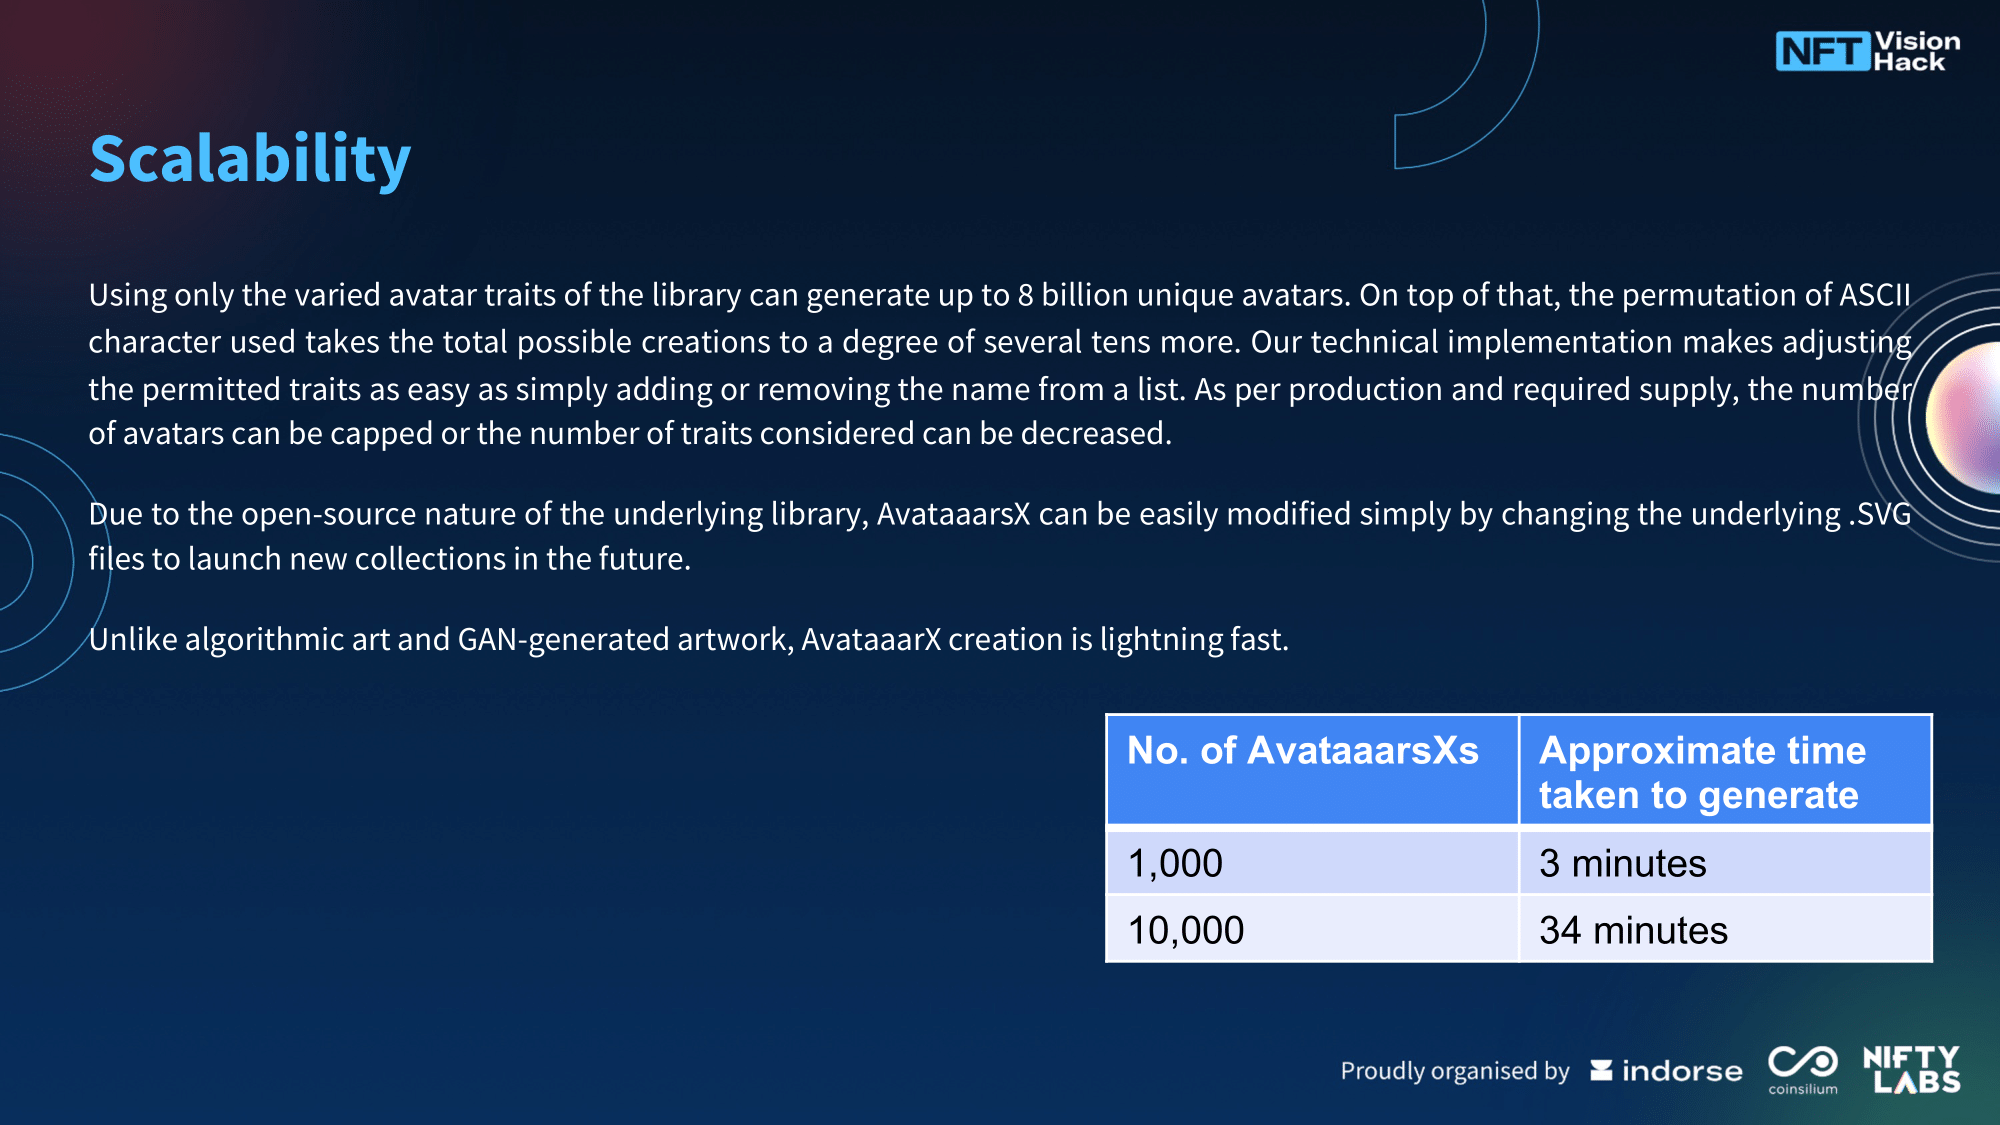 NFT Vision
Hack
Scalability
Using only the varied avatar traits of the library can generate up to 8 billion unique avatars. On top of that, the permutation of ASCII
character used takes the total possible creations to a degree of several tens more. Our technical implementation makes adjusting
the permitted traits as easy as simply adding or removing the name from a list. As per production and required supply, the number
of avatars can be capped or the number of traits considered can be decreased.
Due to the open-source nature of the underlying library, AvataaarsX can be easily modified simply by changing the underlying .SVG
files to launch new collections in the future.
Unlike algorithmic art and GAN-generated artwork, AvataaarX creation is lightning fast.
No. of AvataaarsXs
Approximate time
taken to generate
1,000
3 minutes
10,000
34 minutes
Proudly organised by
indorse
coinsilium
NIFTY
LABS